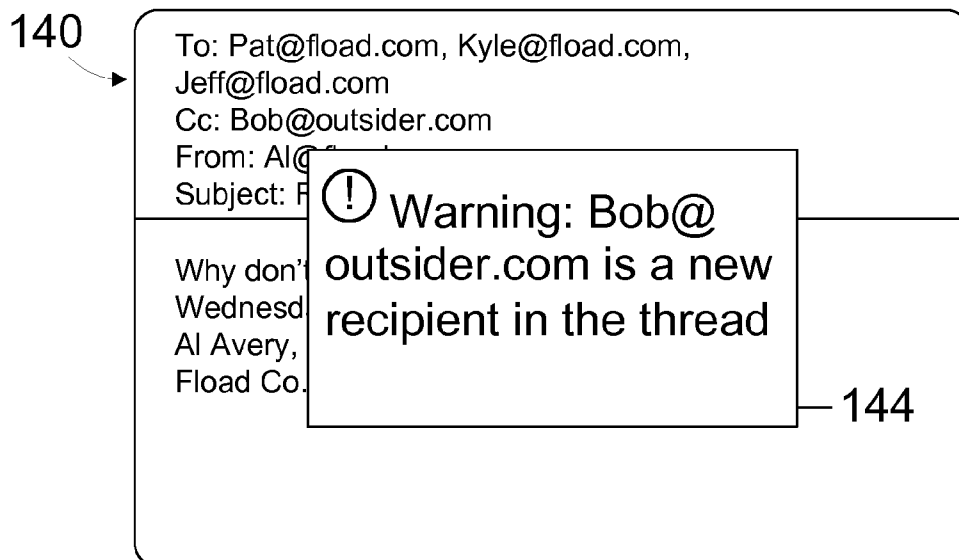 140
To: Pat@fload.com, Kyle@fload.com,
Jeff@fload.com
Cc: Bob@outsider.com
From: Al@
Subject:
Warning: Bob@
outsider.com is a new
recipient in the thread
Why don't
Al Avery,
Fload Co.
144